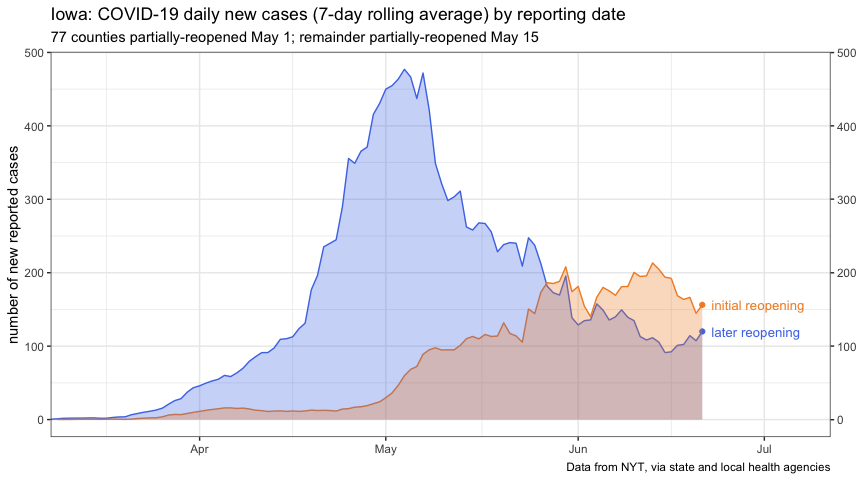 Iowa: COVID-19 daily new cases (7-day rolling average) by reporting date
77 counties partially-reopened May 1; remainder partially-reopened May 15
number of new reported cases
500
400
300
200
100
0
500
400
300
200
100
0
initial reopening
later reopening
Apr May Jun Jul
Data from NYT, via state and local health agencies